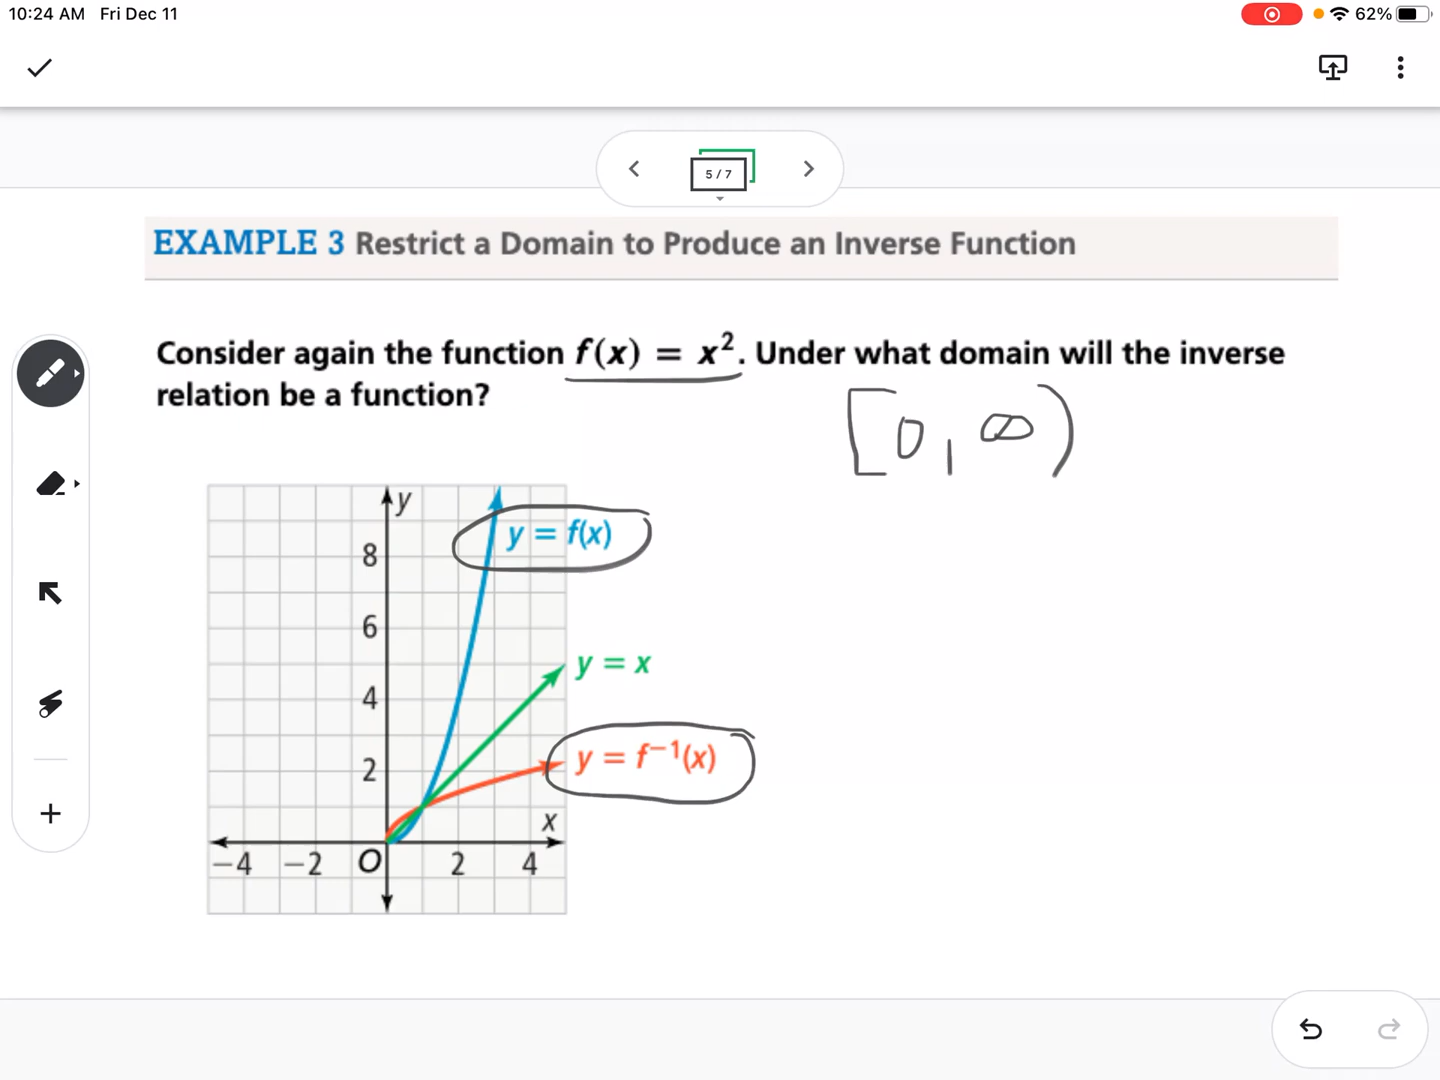 10:24 AM Fri Dec 11
62%
5 / 7
EXAMPLE 3 Restrict a Domain to Produce an Inverse Function
Consider again the function f(x) = x². Under what domain will the inverse
relation be a function?
[0, ∞)
y
y = f(x)
8
6
y = x
4
y = f⁻¹(x)
2
x
−4 −2 O 2 4